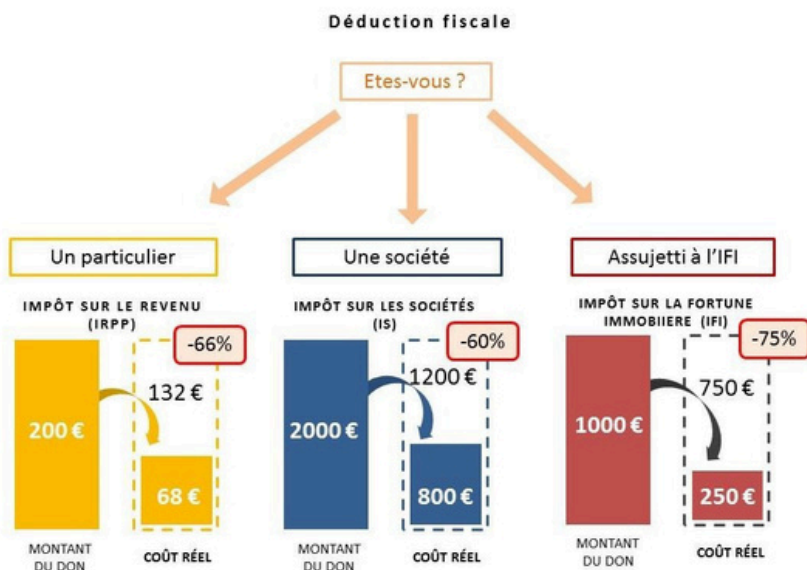 Déduction fiscale
Etes-vous ?
Un particulier
IMPÔT SUR LE REVENU
(IRPP)
-66%
132 €
200 €
68 €
MONTANT
DU DON
COÛT RÉEL
Une société
IMPÔT SUR LES SOCIÉTÉS
(IS)
-60%
1200 €
2000 €
800 €
MONTANT
DU DON
COÛT RÉEL
Assujetti à l'IFI
IMPÔT SUR LA FORTUNE
IMMOBIIERE (IFI)
-75%
750 €
1000 €
250 €
MONTANT
DU DON
COÛT RÉEL